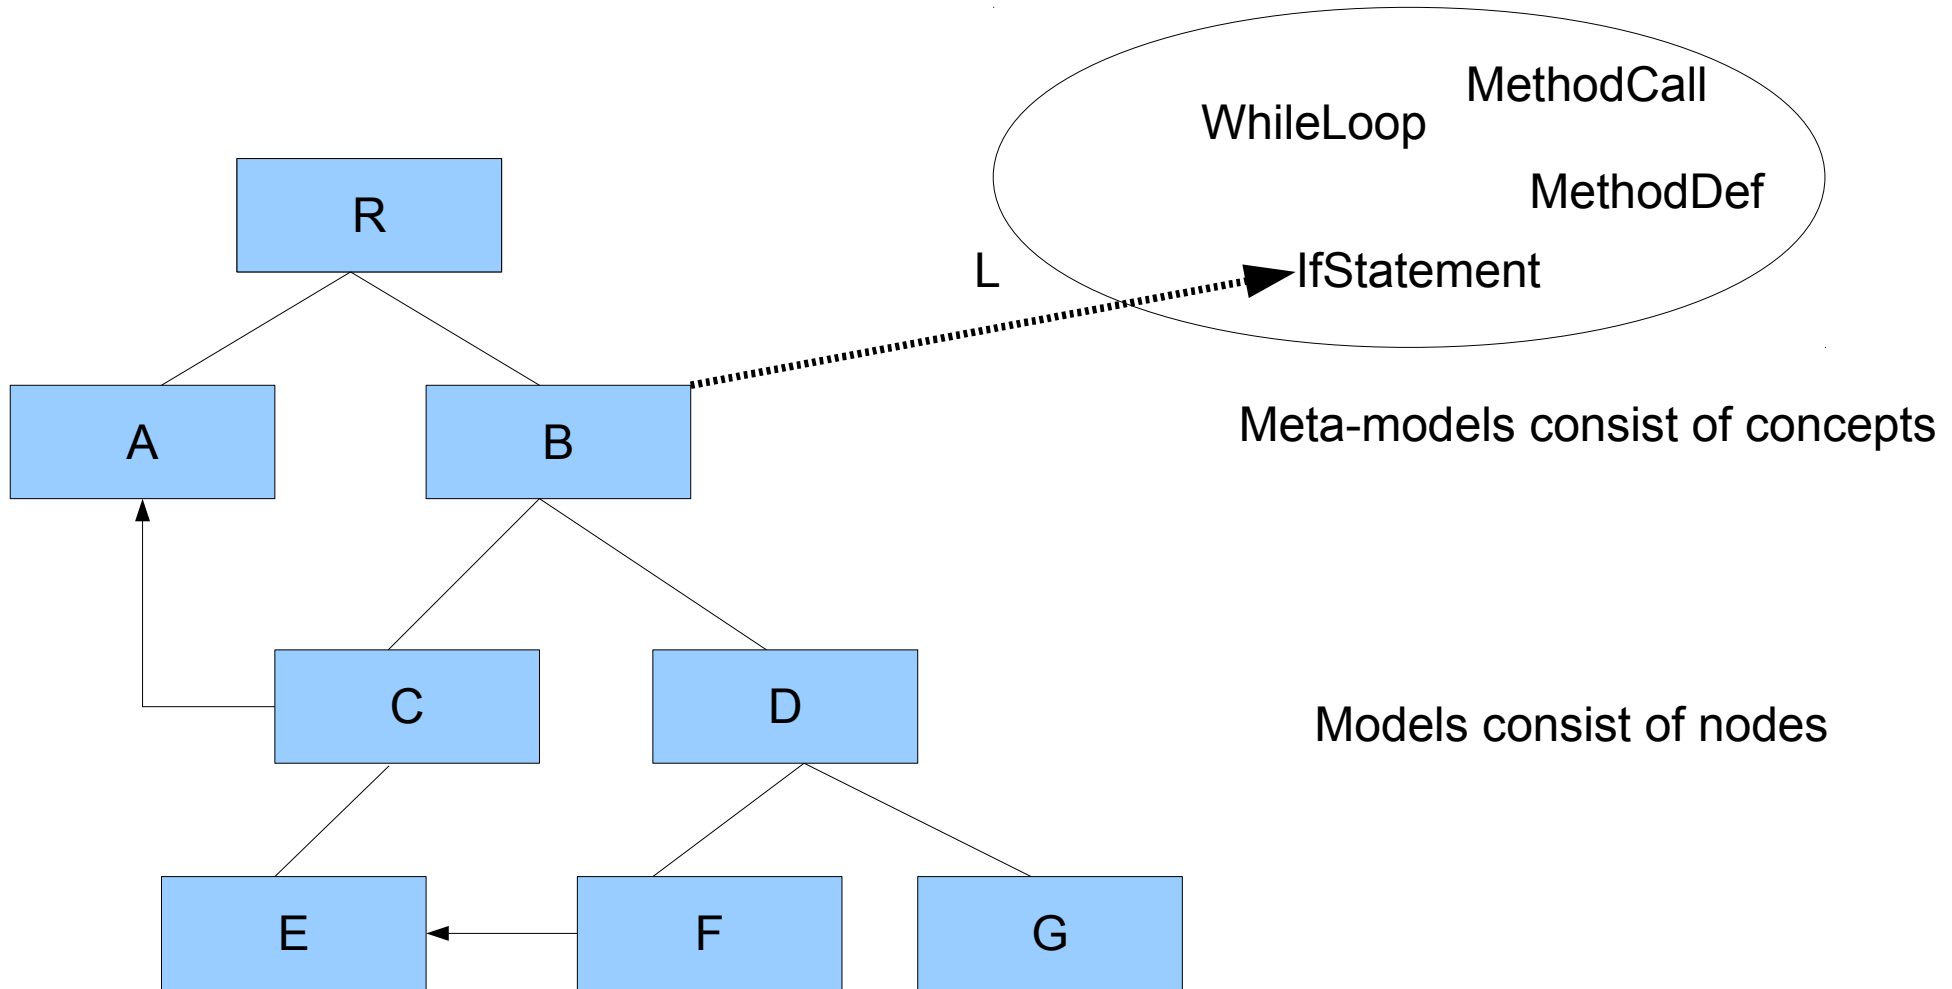 MethodCall
WhileLoop
MethodDef
R
L
IfStatement
A
B
Meta-models consist of concepts
C
D
Models consist of nodes
E
F
G